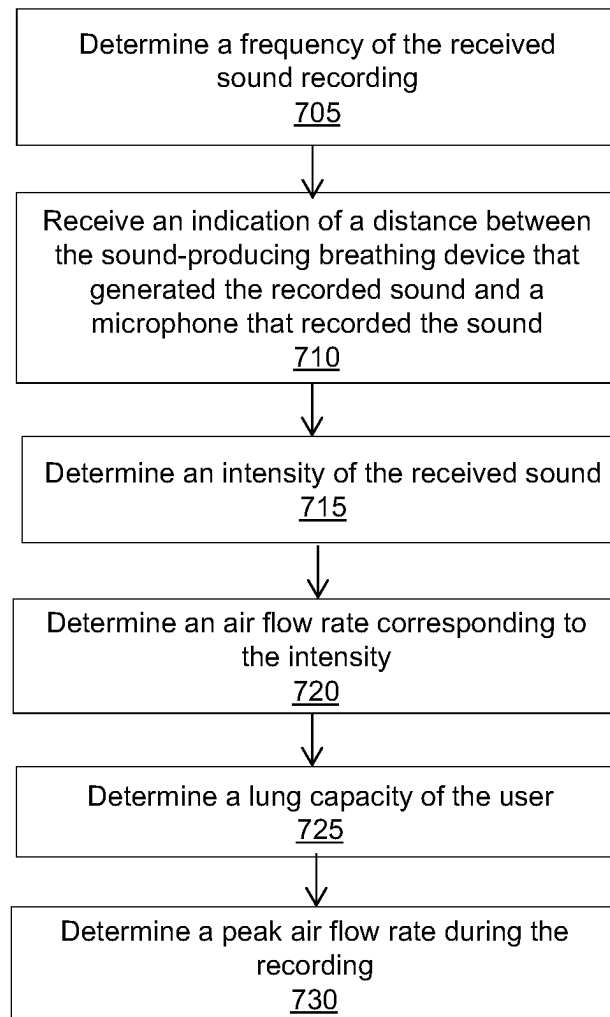 Determine a frequency of the received
sound recording
705
Receive an indication of a distance between
the sound-producing breathing device that
generated the recorded sound and a
microphone that recorded the sound
710
Determine an intensity of the received sound
715
Determine an air flow rate corresponding to
the intensity
720
Determine a lung capacity of the user
725
Determine a peak air flow rate during the
recording
730